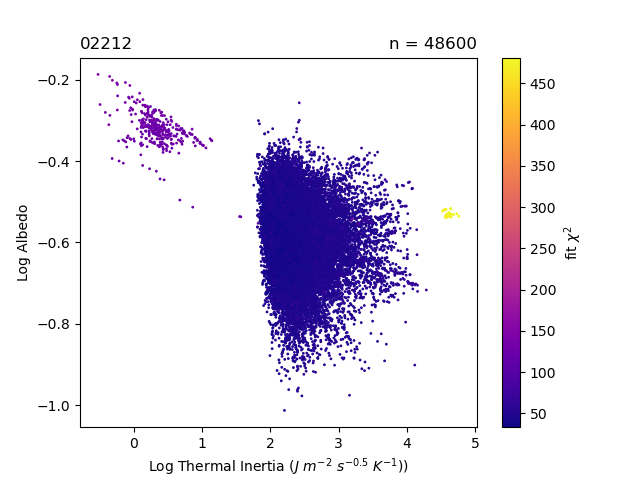 02212 n = 48600
−0.2
−0.4
−0.6
−0.8
−1.0
Log Albedo
0 1 2 3 4 5
Log Thermal Inertia (J m⁻² s⁻⁰·⁵ K⁻¹))
450
400
350
300
250
200
150
100
50
fit χ²